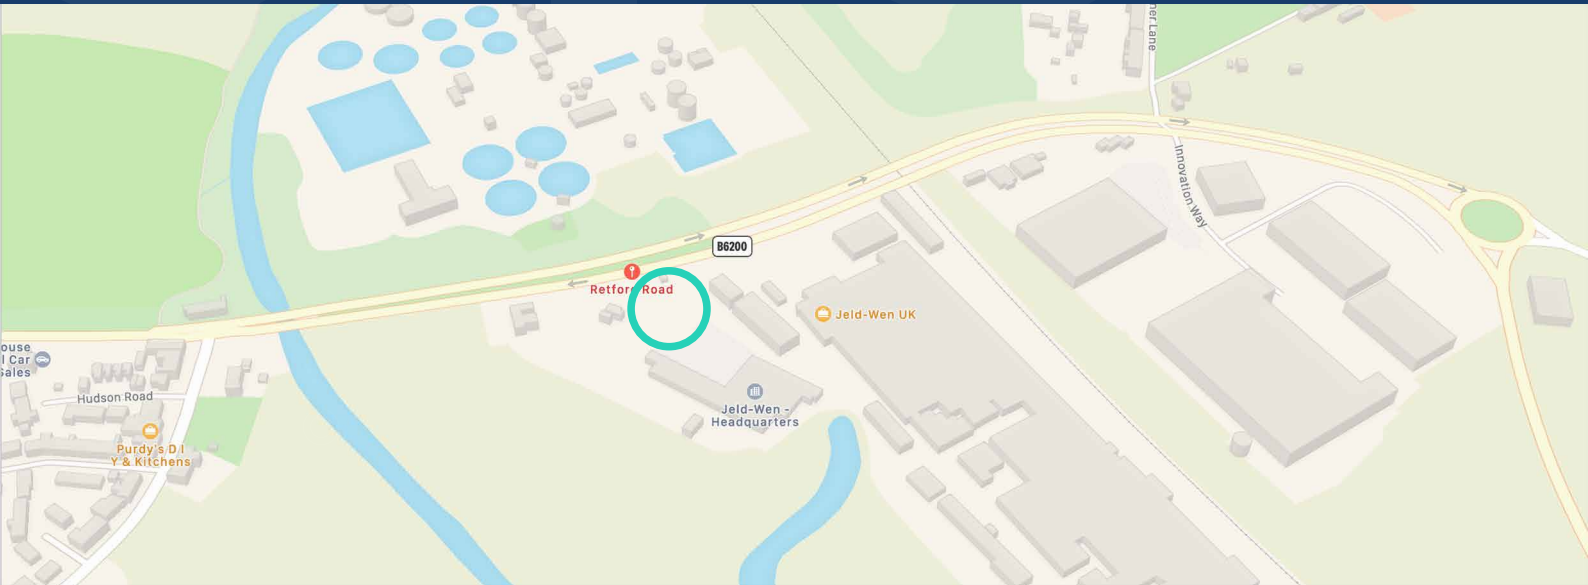 ner Lane
Innovation Way
B6200
Retford Road
Jeld-Wen UK
ouse
l Car
Sales
Hudson Road
Jeld-Wen -
Headquarters
Purdy's D I
Y & Kitchens